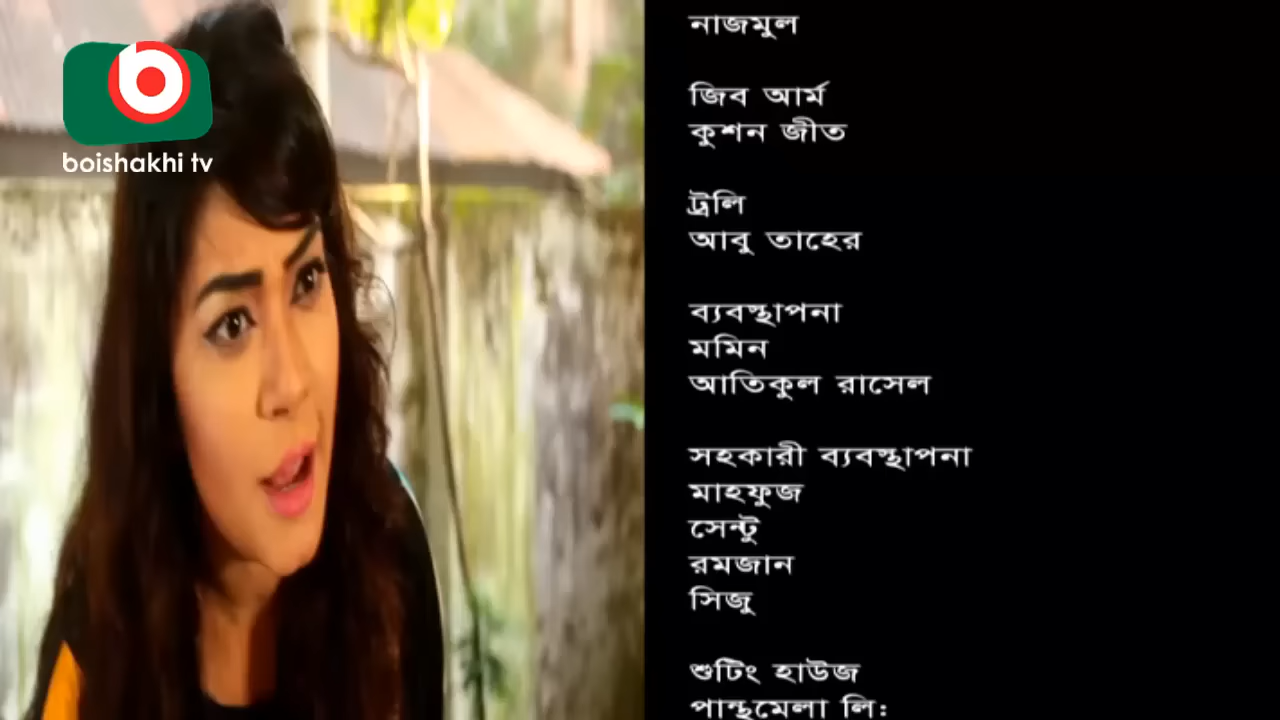 boishakhi tv
নাজমুল
জিব আর্ম
কুশন জীত
ট্রলি
আবু তাহের
ব্যবস্থাপনা
মমিন
আতিকুল রাসেল
সহকারী ব্যবস্থাপনা
মাহফুজ
সেন্টু
রমজান
সিজু
শুটিং হাউজ
পান্থমেলা লি: